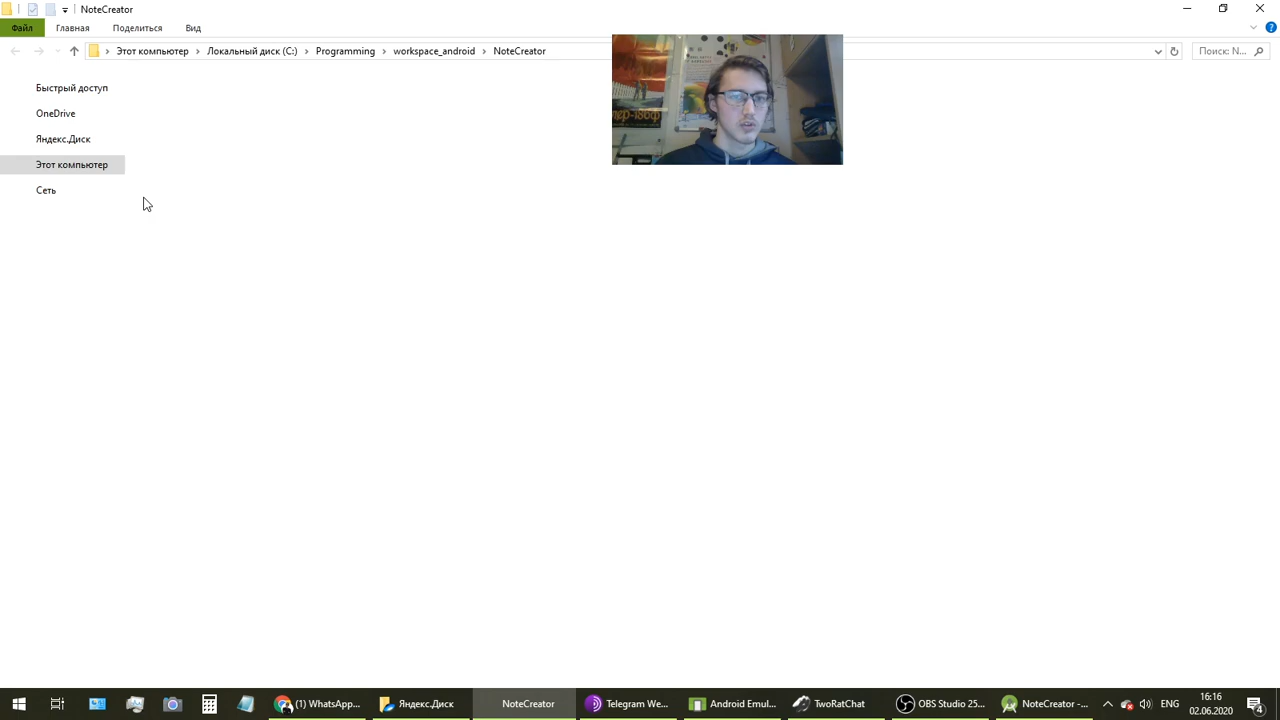 NoteCreator
Файл Главная Поделиться Вид
Этот компьютер Локальный диск (C:) Programming workspace_android NoteCreator Поиск: N...
Быстрый доступ
OneDrive
Яндекс.Диск
Этот компьютер
Сеть
(1) WhatsApp... Яндекс.Диск NoteCreator Telegram We... Android Emul... TwoRatChat OBS Studio 25... NoteCreator -... ENG 16:16
02.06.2020 4